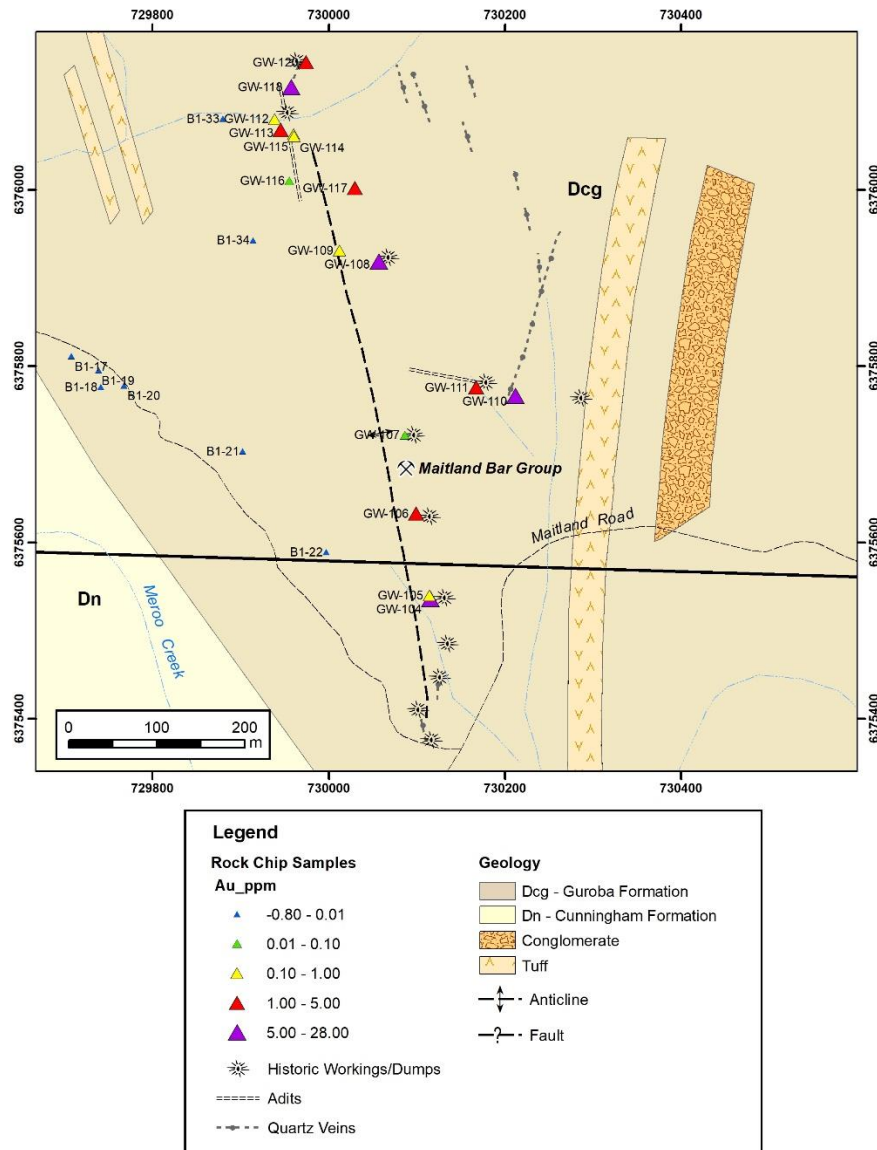 729800 730000 730200 730400
6376000
6375800
6375600
6375400
6376000
6375800
6375600
6375400
GW-120
GW-118
B1-33
GW-112
GW-113
GW-115
GW-114
GW-116
GW-117
Dcg
B1-34
GW-109
GW-108
B1-17
B1-19
B1-18
B1-20
GW-111
GW-110
GW-107
B1-21
Maitland Bar Group
GW-106
Maitland Road
B1-22
GW-105
GW-104
Dn
Meroo Creek
0 100 200
m
729800 730000 730200 730400
Legend
Rock Chip Samples
Au_ppm
-0.80 - 0.01
0.01 - 0.10
0.10 - 1.00
1.00 - 5.00
5.00 - 28.00
Historic Workings/Dumps
Adits
Quartz Veins
Geology
Dcg - Guroba Formation
Dn - Cunningham Formation
Conglomerate
Tuff
Anticline
?
Fault